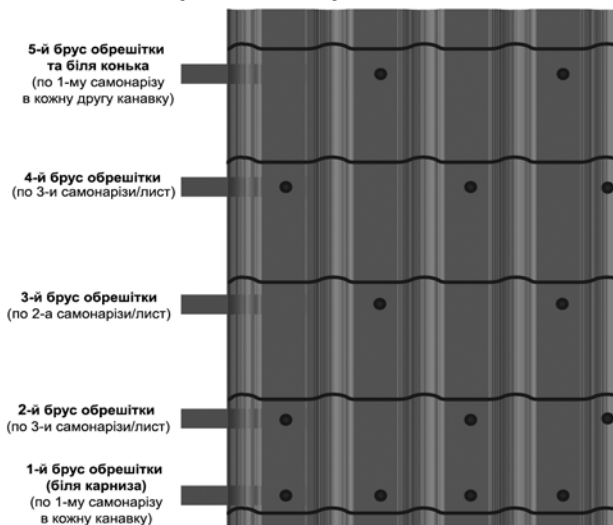 5-й брус обрешітки
та біля конька
(по 1-му самонарізу
в кожну другу канавку)
4-й брус обрешітки
(по 3-и самонарізи/лист)
3-й брус обрешітки
(по 2-а самонарізи/лист)
2-й брус обрешітки
(по 3-и самонарізи/лист)
1-й брус обрешітки
(біля карниза)
(по 1-му самонарізу
в кожну канавку)